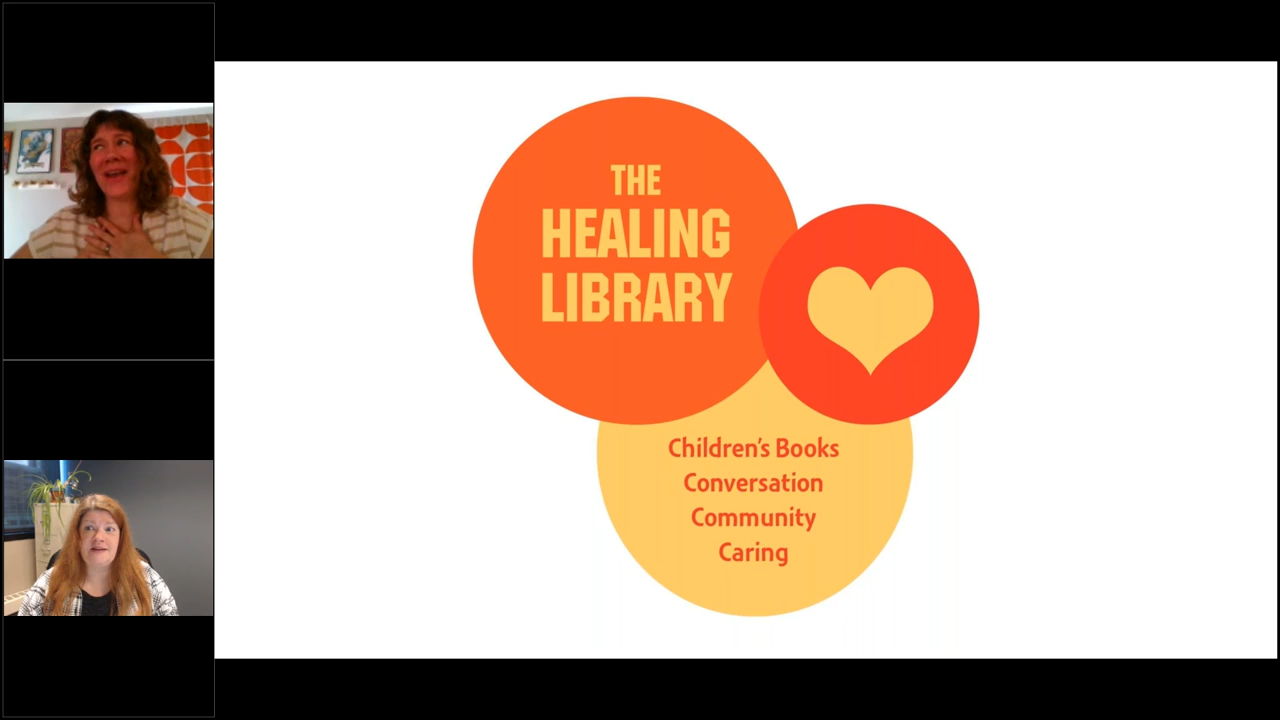 THE
HEALING
LIBRARY
Children's Books
Conversation
Community
Caring